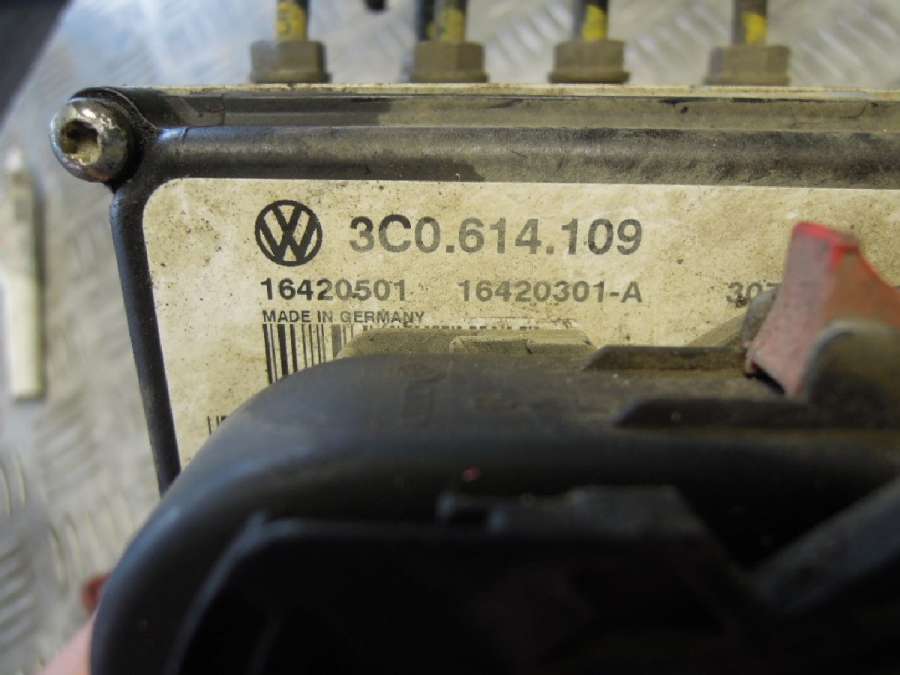 3C0.614.109
16420501 16420301-A
MADE IN GERMANY